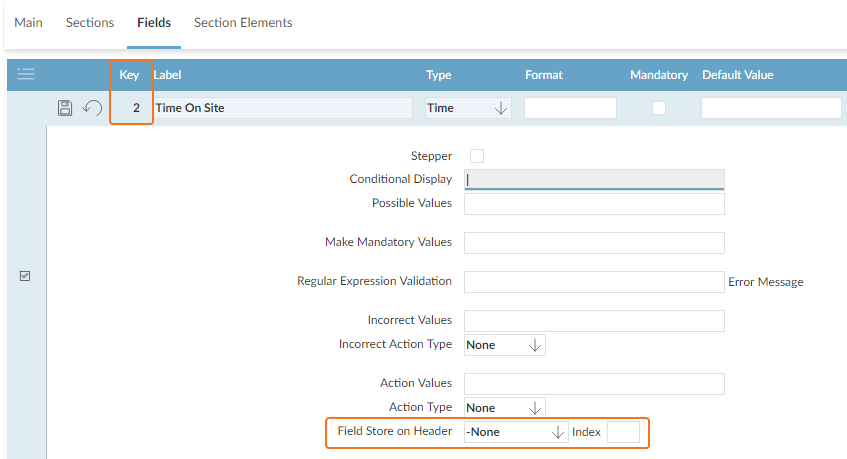 Main Sections Fields Section Elements
Key Label Type Format Mandatory Default Value
2 Time On Site Time
Stepper
Conditional Display
Possible Values
Make Mandatory Values
Regular Expression Validation Error Message
Incorrect Values
Incorrect Action Type None
Action Values
Action Type None
Field Store on Header -None Index